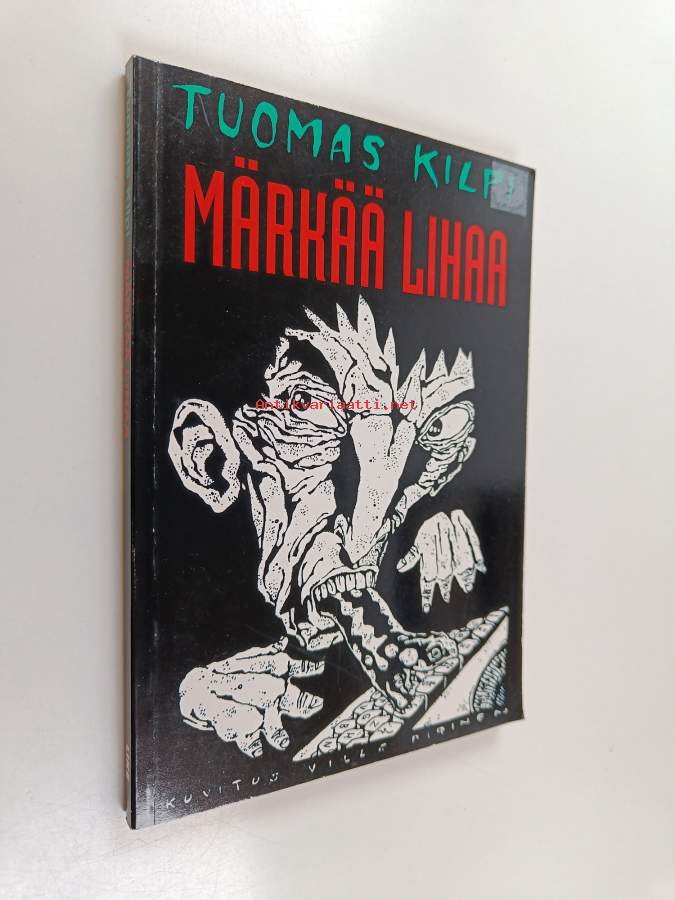 TUOMAS KILPI
MÄRKÄÄ LIHAA
Antikvariaatti.net
KUVITUS VILLE PIRINEN